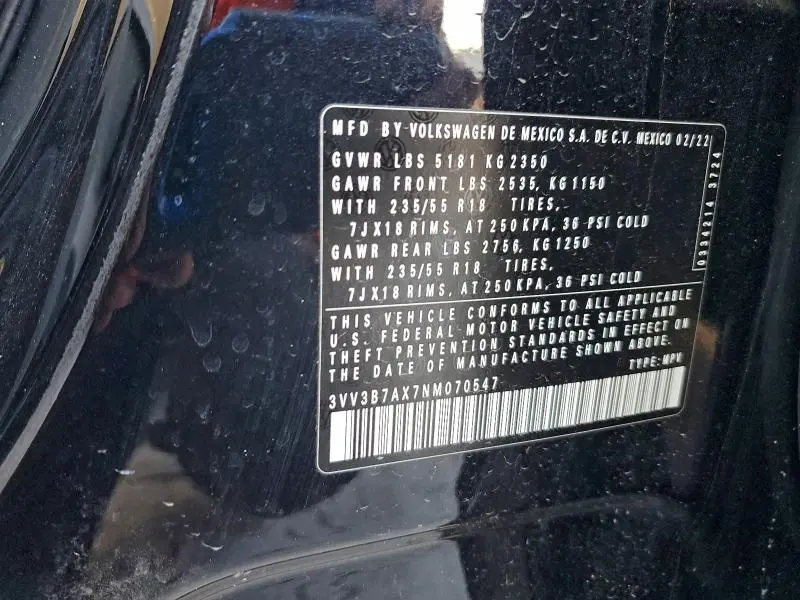 MFD BY VOLKSWAGEN DE MEXICO S.A. DE C.V. MEXICO 02/22
GVWR LBS 5181 KG 2350
GAWR FRONT LBS 2535, KG 1150
WITH 235/55 R18 TIRES,
7JX18 RIMS, AT 250 KPA, 36 PSI COLD
GAWR REAR LBS 2756, KG 1250
WITH 235/55 R18 TIRES,
7JX18 RIMS, AT 250 KPA, 36 PSI COLD
THIS VEHICLE CONFORMS TO ALL APPLICABLE
U.S. FEDERAL MOTOR VEHICLE SAFETY AND
THEFT PREVENTION STANDARDS IN EFFECT ON
THE DATE OF MANUFACTURE SHOWN ABOVE.
TYPE: MPV
3VV3B7AX7NM070547
0334214 3724